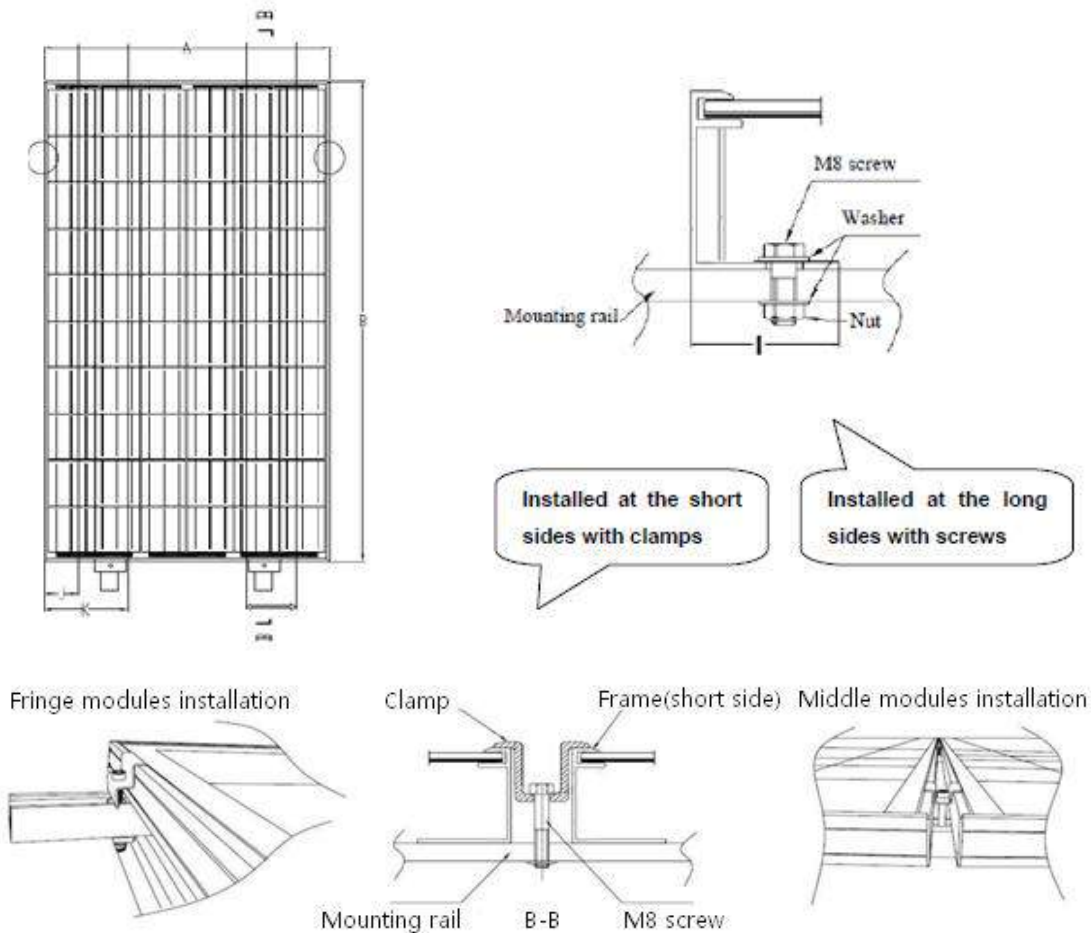 B
A
M8 screw
Washer
B
Mounting rail
Nut
I
Installed at the short
sides with clamps
Installed at the long
sides with screws
J
K
B
Fringe modules installation
Clamp
Frame(short side)
Middle modules installation
Mounting rail
B-B
M8 screw